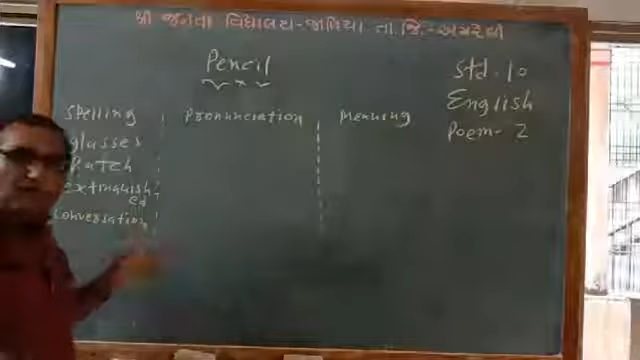 શ્રી જનતા વિદ્યાલય-જાળિયા તા.જિ.-અમરેલી
Pencil
Std. 10
English
Poem- 2
Spelling Pronunciation Meaning
glasses
Patch
extinguish
ed
Conversation